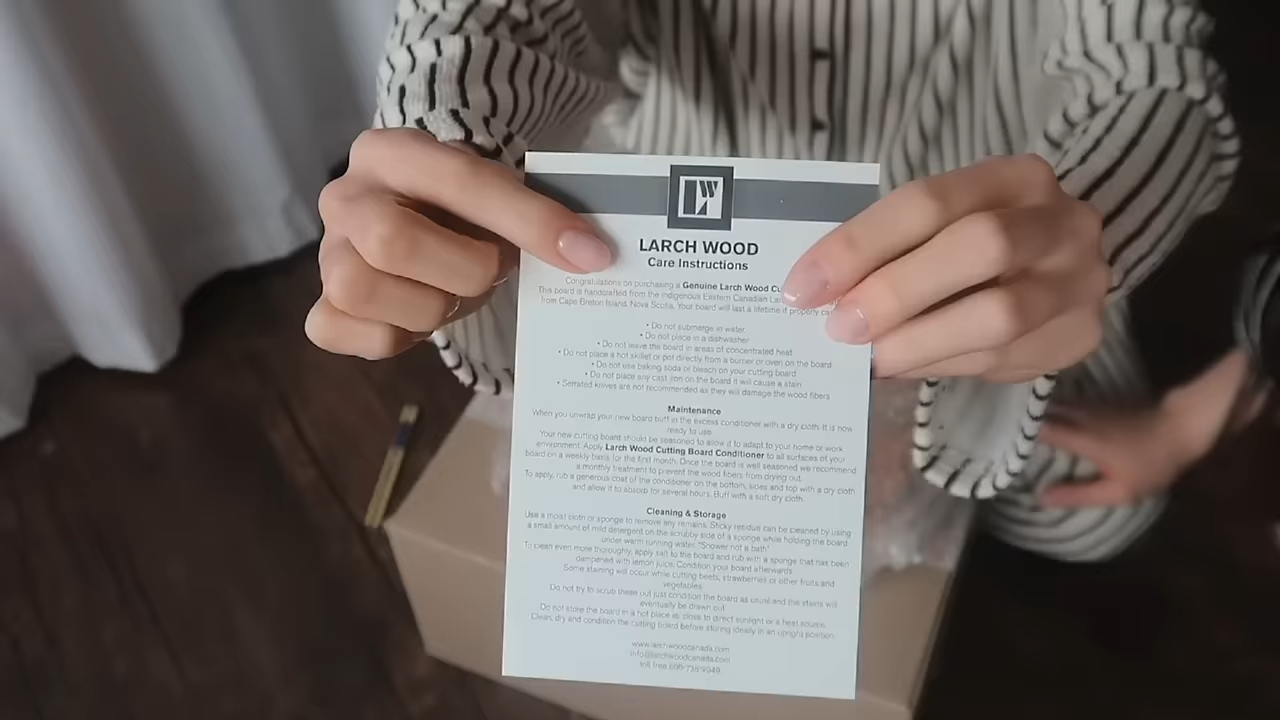 LW
LARCH WOOD
Care Instructions
Congratulations on purchasing a Genuine Larch Wood Cu
This board is handcrafted from the indigenous Eastern Canadian Larc
from Cape Breton Island, Nova Scotia. Your board will last a lifetime if properly ca
• Do not submerge in water
• Do not place in a dishwasher
• Do not leave this board in areas of concentrated heat
• Do not place a hot skillet or pot directly from a burner or oven on the board
• Do not use baking soda or bleach on your cutting board
• Do not place any cast iron on the board it will cause a stain
• Serrated knives are not recommended as they will damage the wood fibers
Maintenance
When you unwrap your new board buff in the excess conditioner with a dry cloth. It is now
ready to use.
Your new cutting board should be seasoned to allow it to adapt to your home or work
environment. Apply Larch Wood Cutting Board Conditioner to all surfaces of your
board on a weekly basis for the first month. Once the board is well seasoned we recommend
a monthly treatment to prevent the wood fibers from drying out.
To apply, rub a generous coat of the conditioner on the bottom, sides and top with a dry cloth
and allow it to absorb for several hours. Buff with a soft dry cloth.
Cleaning & Storage
Use a moist cloth or sponge to remove any remains. Sticky residue can be cleaned by using
a small amount of mild detergent on the scrubby side of a sponge while holding the board
under warm running water. "Shower not a bath"
To clean even more thoroughly, apply salt to the board and rub with a sponge that has been
dampened with lemon juice. Condition your board afterwards.
Some staining will occur while cutting beets, strawberries or other fruits and
vegetables.
Do not try to scrub them out just condition the board as usual and the stains will
eventually be drawn out.
Do not store the board in a hot place ie. close to direct sunlight or a heat source.
Clean, dry and condition the cutting board before storing ideally in an upright position.
www.larchwoodcanada.com
info@larchwoodcanada.com
toll free